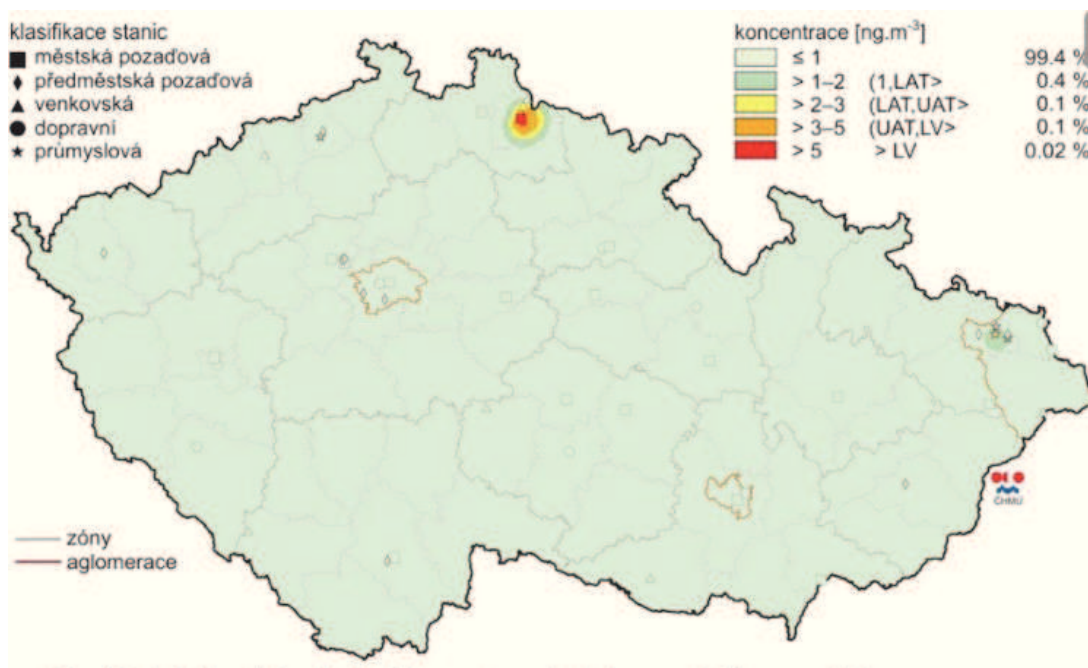 klasifikace stanic
městská pozaďová
předměstská pozaďová
venkovská
dopravní
průmyslová
koncentrace [ng.m⁻³]
≤ 1 99.4 %
> 1–2 (1,LAT> 0.4 %
> 2–3 (LAT,UAT> 0.1 %
> 3–5 (UAT,LV> 0.1 %
> 5 > LV 0.02 %
ČHMÚ
zóny
aglomerace